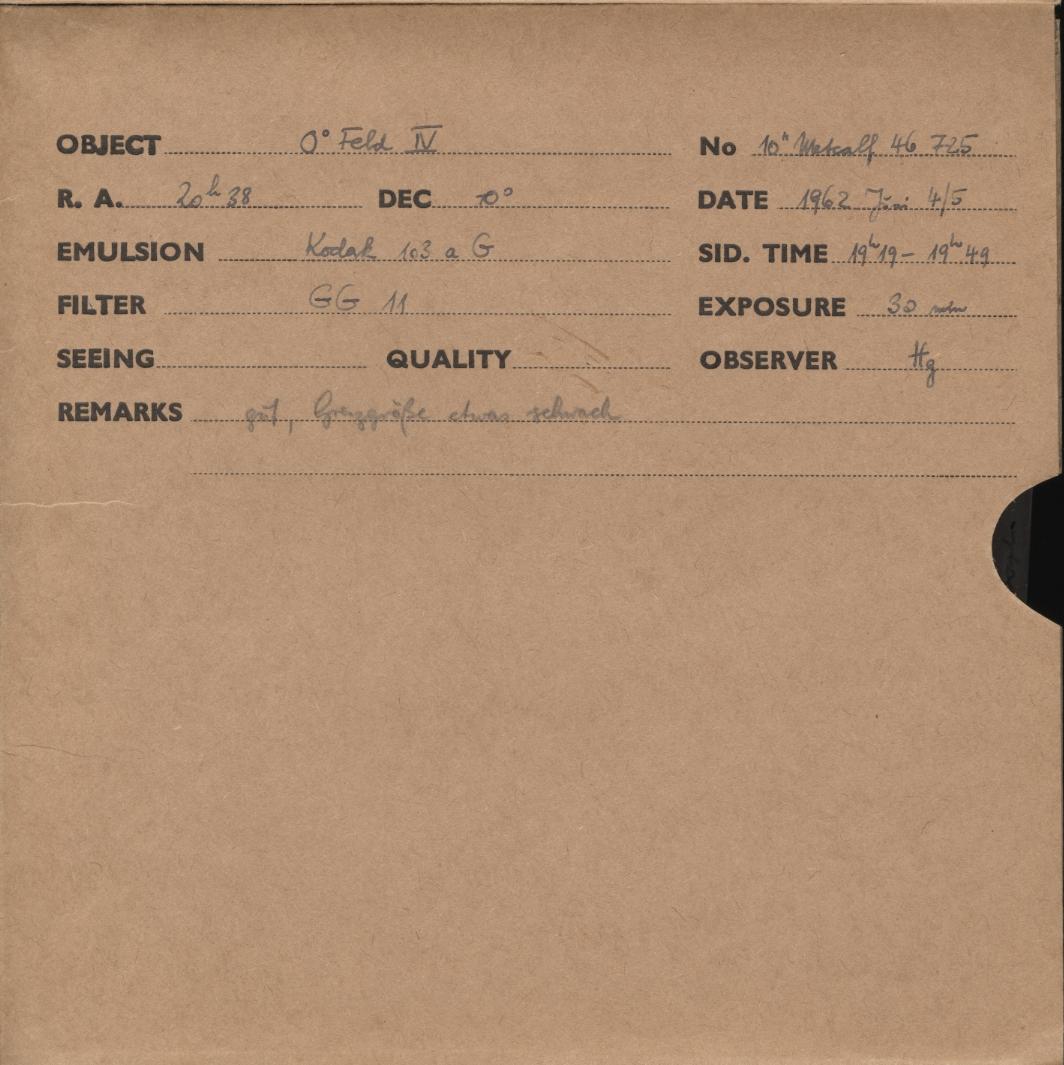 OBJECT 0° Feld IV No 10" Metcalf 46 725
R. A. 20h 38 DEC 0° DATE 1962 Juni 4/5
EMULSION Kodak 103 a G SID. TIME 19h19 - 19h49
FILTER GG 11 EXPOSURE 30 min
SEEING QUALITY OBSERVER Hg
REMARKS gut, Grenzgröße etwas schwach